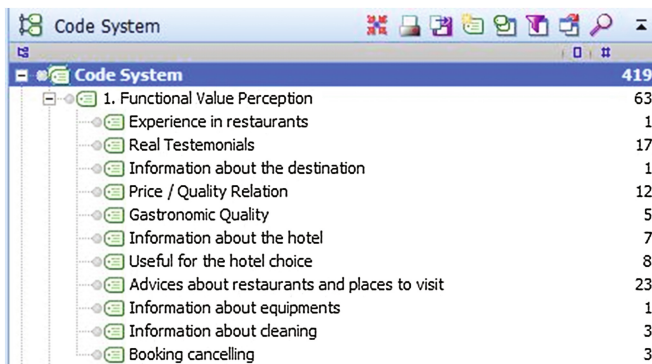 Code System
#
Code System 419
1. Functional Value Perception 63
Experience in restaurants 1
Real Testemonials 17
Information about the destination 1
Price / Quality Relation 12
Gastronomic Quality 5
Information about the hotel 7
Useful for the hotel choice 8
Advices about restaurants and places to visit 23
Information about equipments 1
Information about cleaning 3
Booking cancelling 3